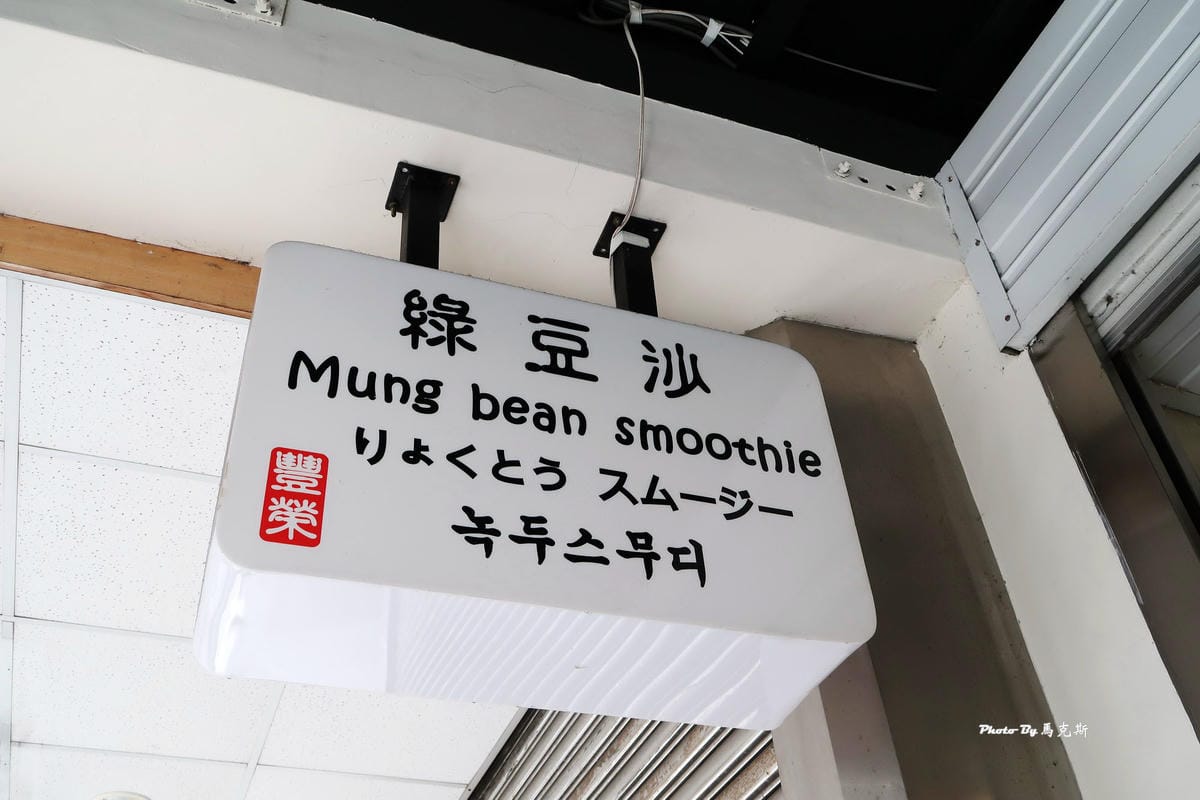 綠豆沙
Mung bean smoothie
りょくとう スムージー
녹두스무디
豐榮
Photo By 馬克斯